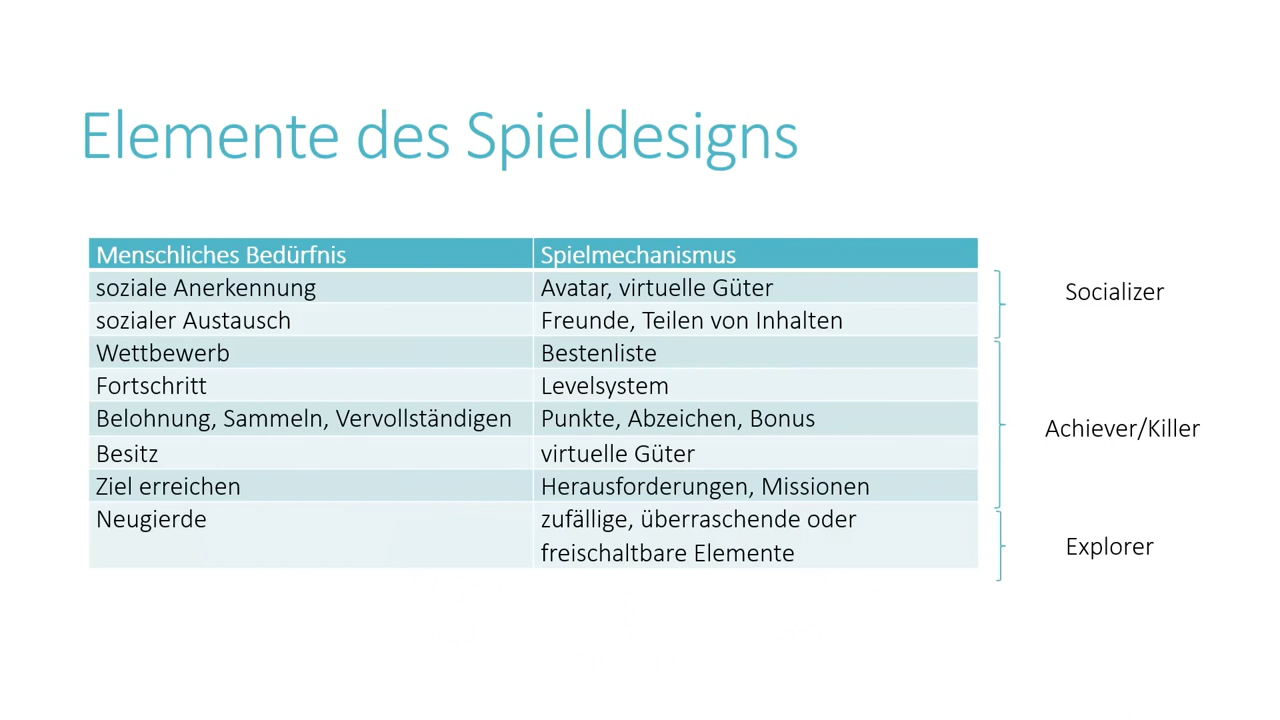 Elemente des Spieldesigns
Menschliches Bedürfnis Spielmechanismus
soziale Anerkennung Avatar, virtuelle Güter
Socializer
sozialer Austausch Freunde, Teilen von Inhalten
Wettbewerb Bestenliste
Fortschritt Levelsystem
Belohnung, Sammeln, Vervollständigen Punkte, Abzeichen, Bonus
Achiever/Killer
Besitz virtuelle Güter
Ziel erreichen Herausforderungen, Missionen
Neugierde zufällige, überraschende oder
freischaltbare Elemente
Explorer